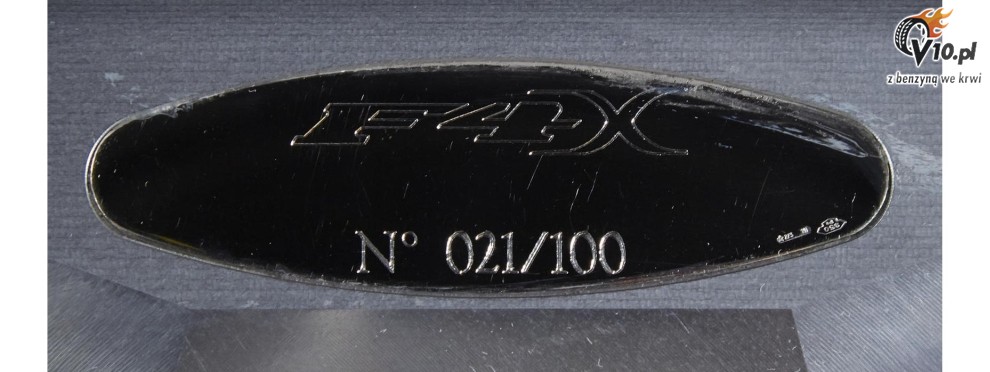 V10.pl
z benzyną we krwi
F4X
N° 021/100